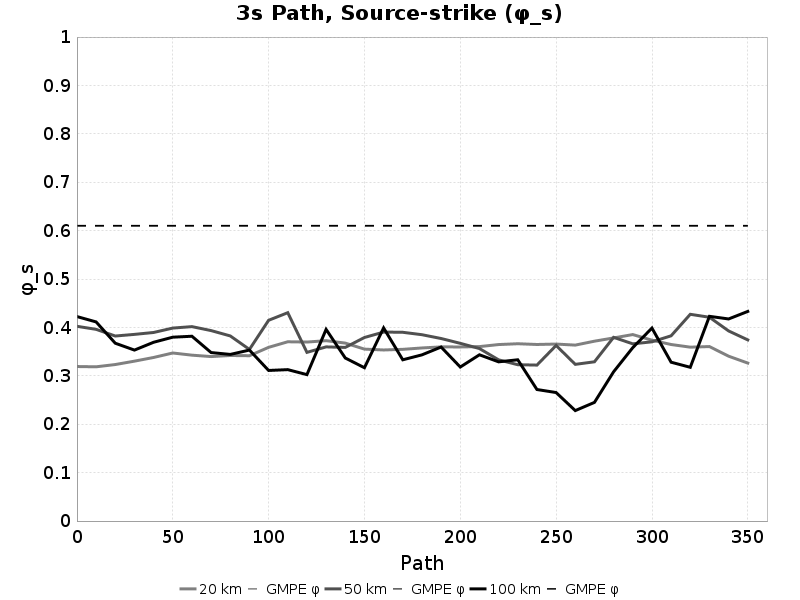 3s Path, Source-strike (φ_s)
1
0.9
0.8
0.7
0.6
0.5
0.4
0.3
0.2
0.1
0
φ_s
0 50 100 150 200 250 300 350
Path
20 km GMPE φ 50 km GMPE φ 100 km GMPE φ